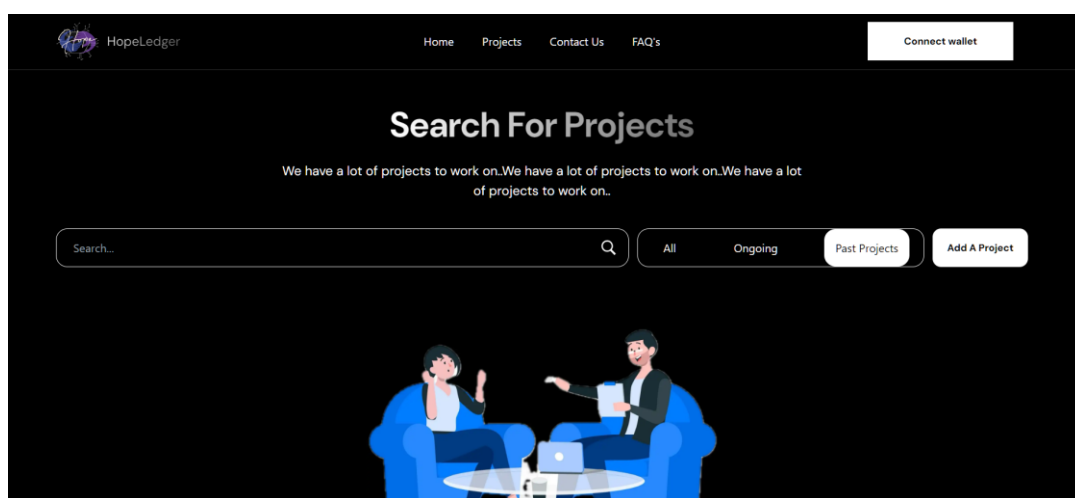 Hope HopeLedger
Home Projects Contact Us FAQ's
Connect wallet
Search For Projects
We have a lot of projects to work on..We have a lot of projects to work on..We have a lot
of projects to work on..
Search...
All Ongoing Past Projects
Add A Project